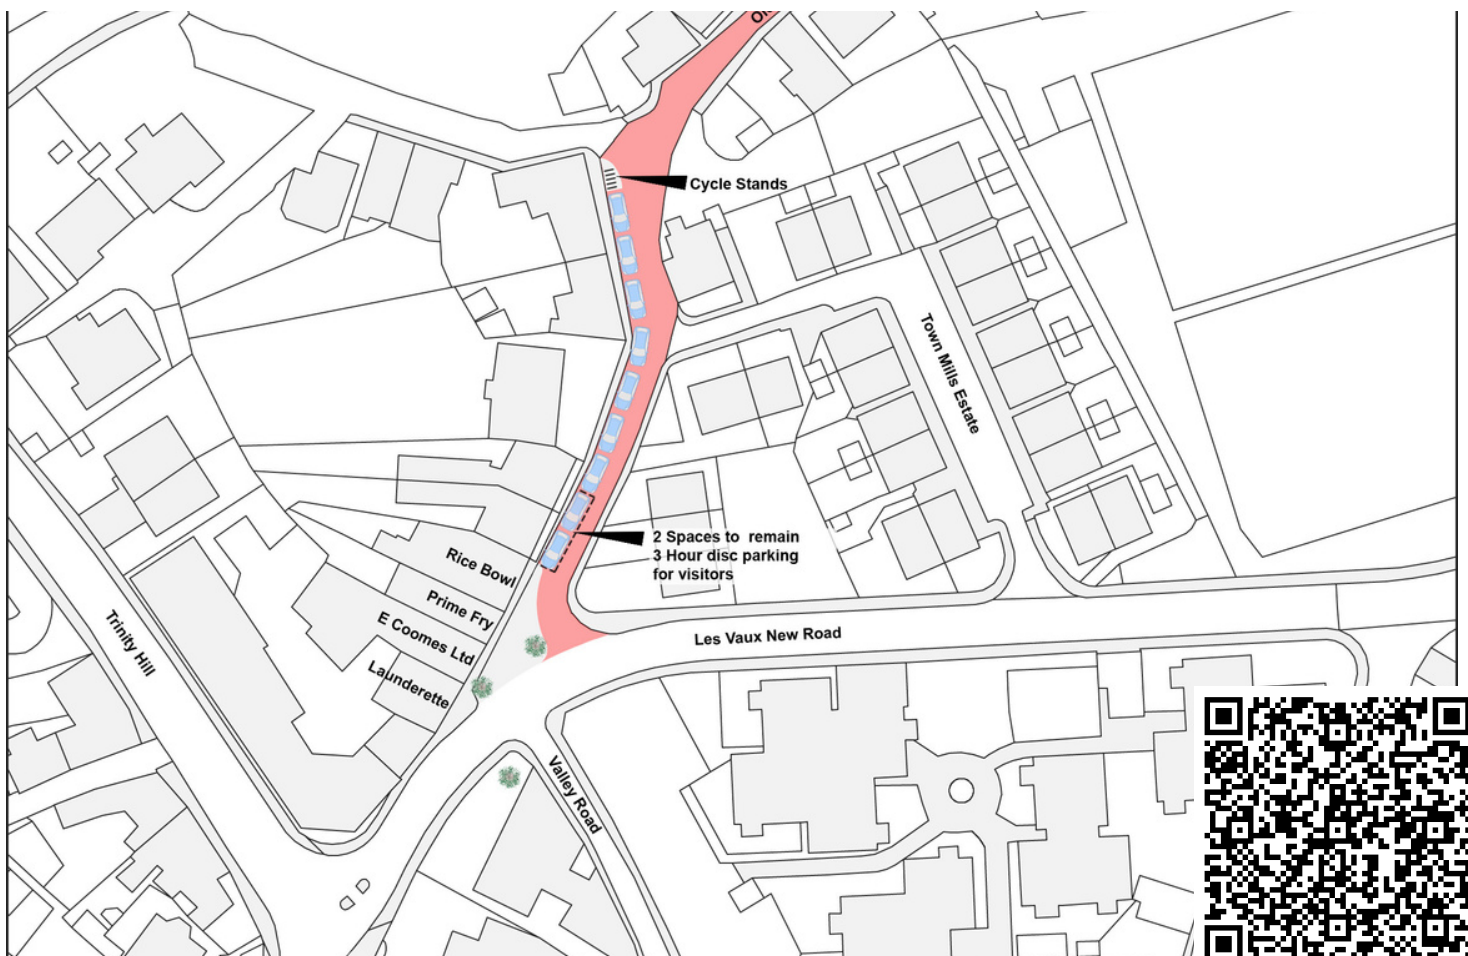 Cycle Stands
Town Mills Estate
2 Spaces to remain
3 Hour disc parking
for visitors
Rice Bowl
Prime Fry
E Coomes Ltd
Launderette
Trinity Hill
Les Vaux New Road
Valley Road